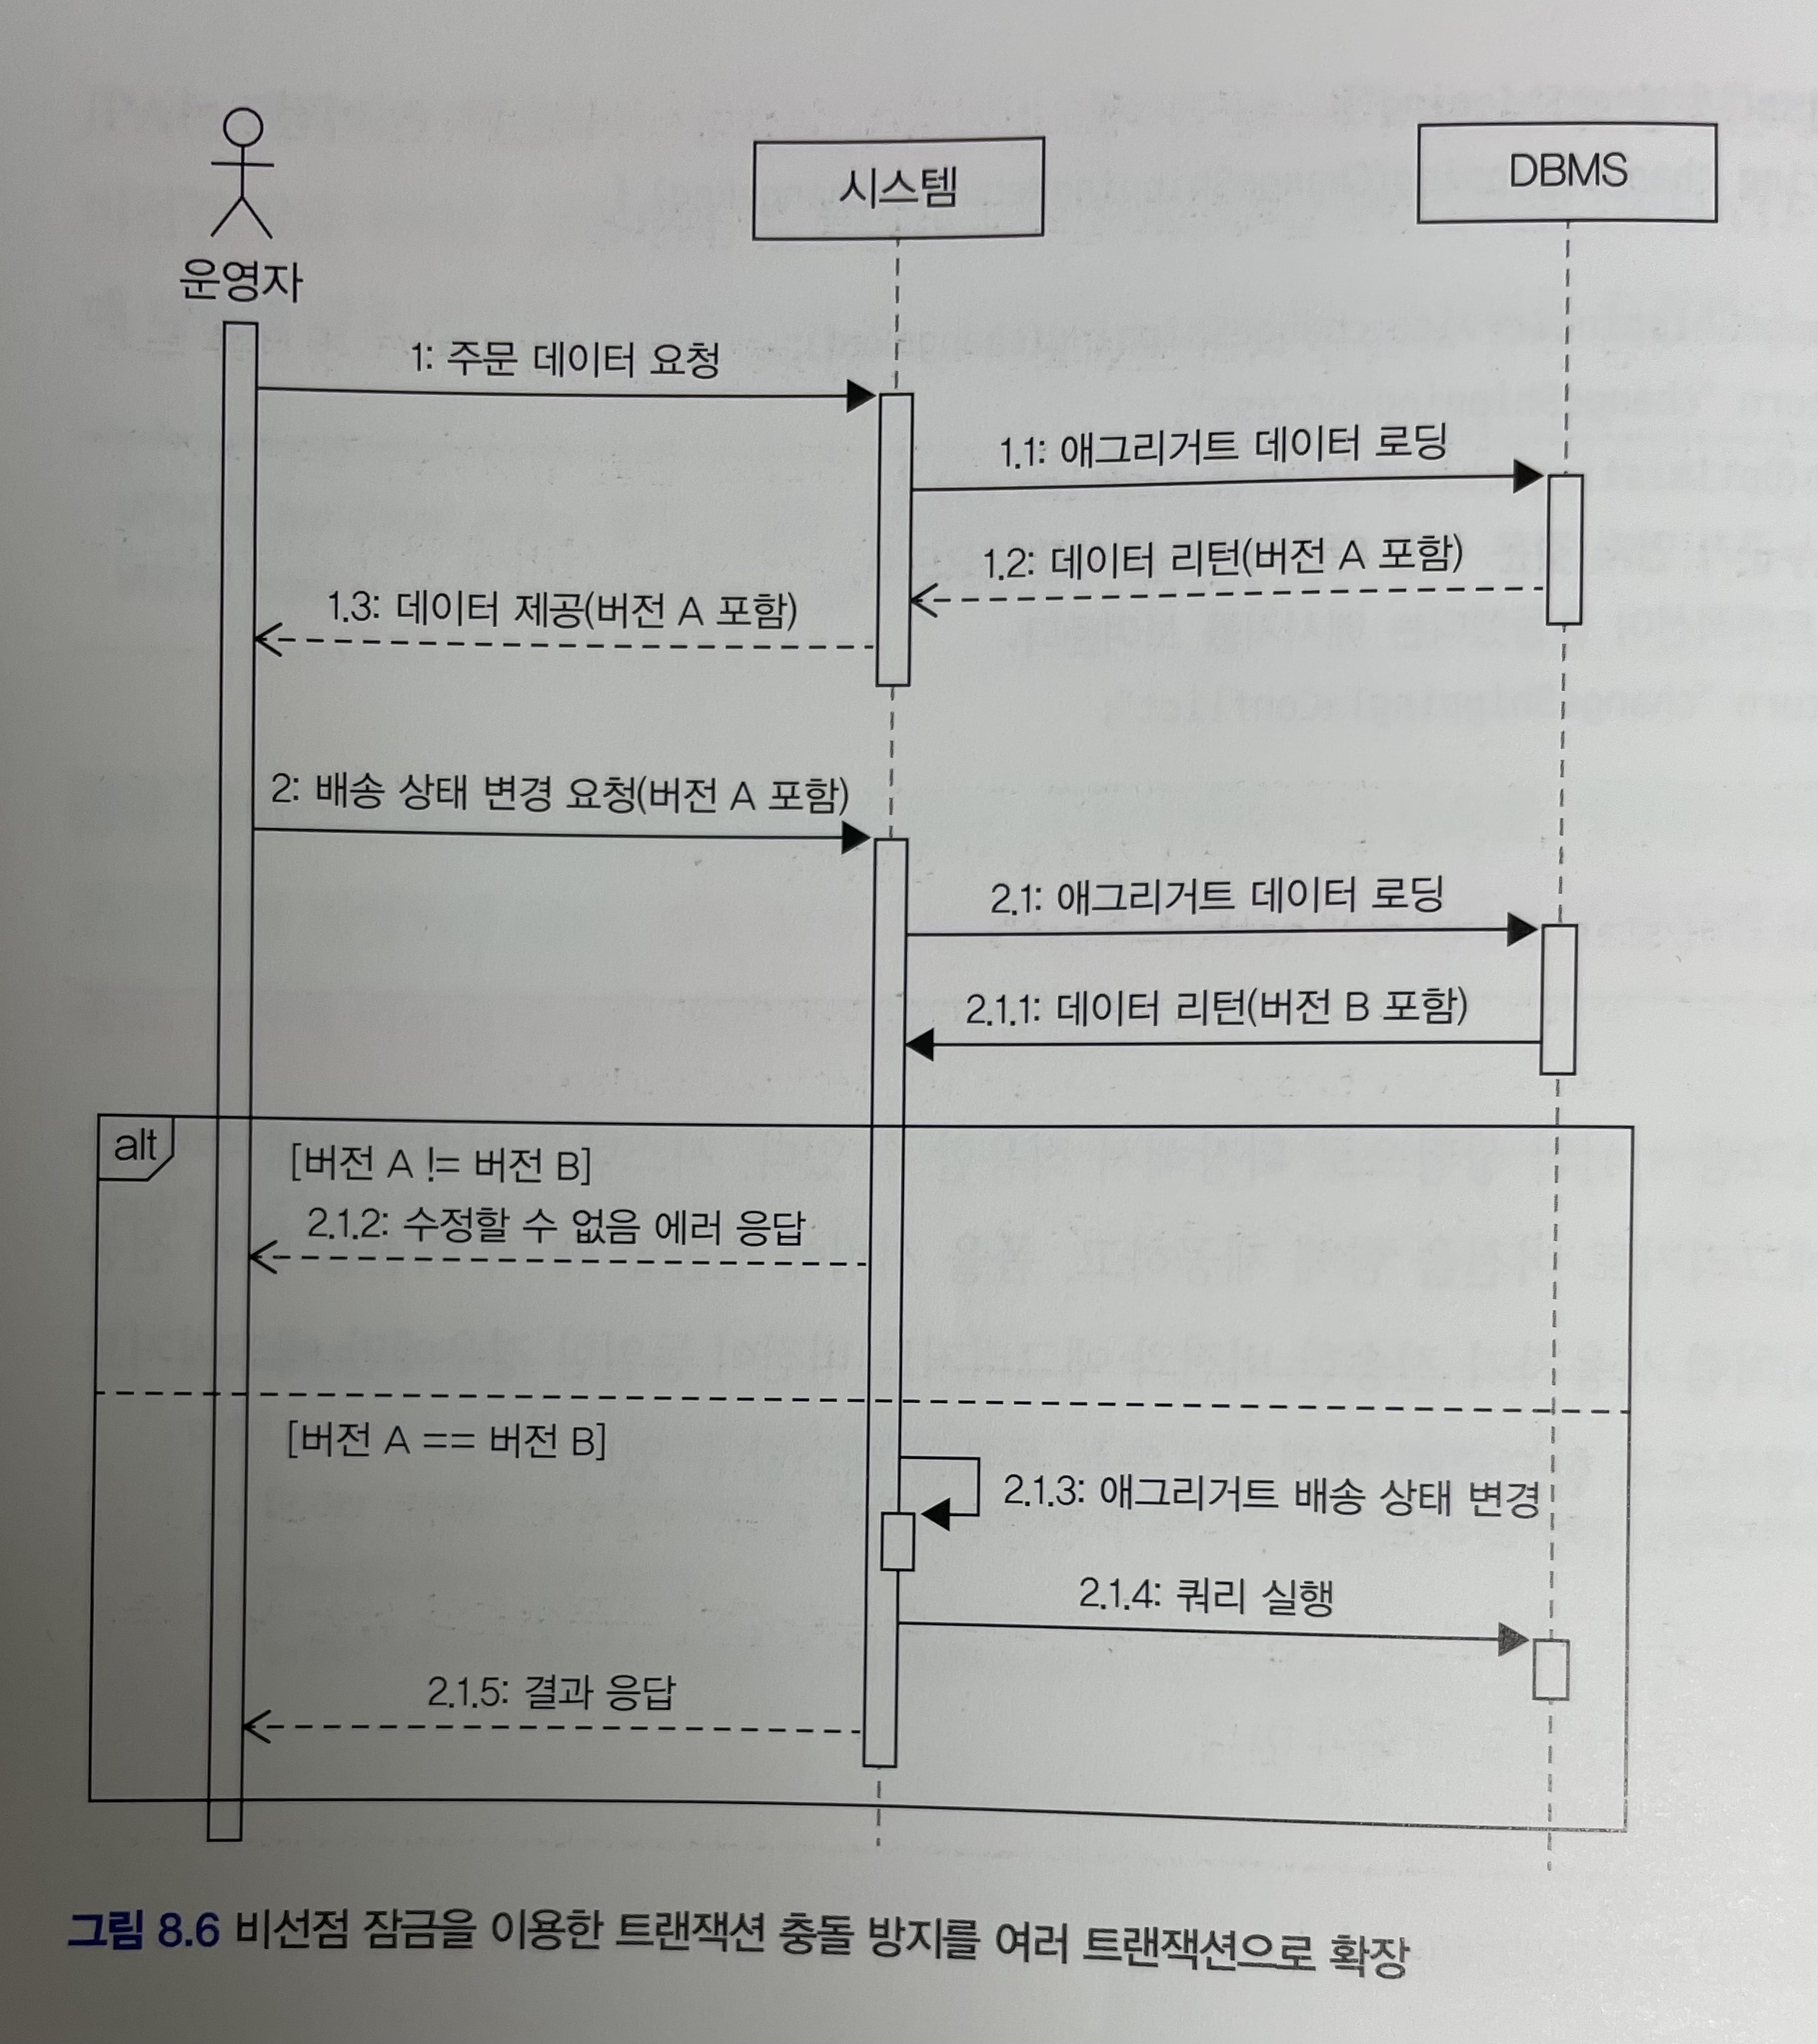 운영자
시스템
DBMS
1: 주문 데이터 요청
1.1: 애그리거트 데이터 로딩
1.2: 데이터 리턴(버전 A 포함)
1.3: 데이터 제공(버전 A 포함)
2: 배송 상태 변경 요청(버전 A 포함)
2.1: 애그리거트 데이터 로딩
2.1.1: 데이터 리턴(버전 B 포함)
alt
[버전 A != 버전 B]
2.1.2: 수정할 수 없음 에러 응답
[버전 A == 버전 B]
2.1.3: 애그리거트 배송 상태 변경
2.1.4: 쿼리 실행
2.1.5: 결과 응답
그림 8.6 비선점 잠금을 이용한 트랜잭션 충돌 방지를 여러 트랜잭션으로 확장